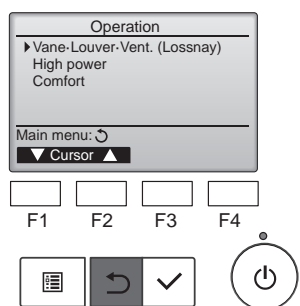 Operation
Vane·Louver·Vent. (Lossnay)
High power
Comfort
Main menu:
Cursor
F1 F2 F3 F4